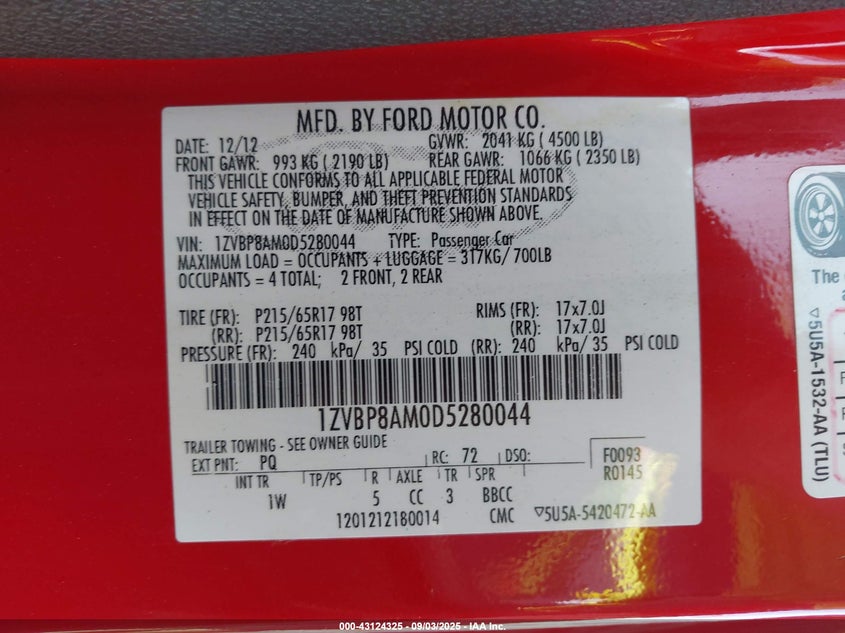 MFD. BY FORD MOTOR CO.
DATE: 12/12 GVWR: 2041 KG ( 4500 LB)
FRONT GAWR: 993 KG ( 2190 LB) REAR GAWR: 1066 KG ( 2350 LB)
THIS VEHICLE CONFORMS TO ALL APPLICABLE FEDERAL MOTOR
VEHICLE SAFETY, BUMPER, AND THEFT PREVENTION STANDARDS
IN EFFECT ON THE DATE OF MANUFACTURE SHOWN ABOVE.
VIN: 1ZVBP8AM0D5280044 TYPE: Passenger Car
MAXIMUM LOAD = OCCUPANTS + LUGGAGE = 317KG/ 700LB
OCCUPANTS = 4 TOTAL; 2 FRONT, 2 REAR
TIRE (FR): P215/65R17 98T RIMS (FR): 17x7.0J
(RR): P215/65R17 98T (RR): 17x7.0J
PRESSURE (FR): 240 kPa/ 35 PSI COLD (RR): 240 kPa/ 35 PSI COLD
1ZVBP8AM0D5280044
TRAILER TOWING - SEE OWNER GUIDE
EXT PNT: PQ RC: 72 DSO: F0093
R0145
INT TR TP/PS R AXLE TR SPR
1W 5 CC 3 BBCC
1201212180014 CMC ▽5U5A-5420472-AA
The
▽5U5A-1532-AA (TLU)
000-43124325 - 09/03/2025 - IAA Inc.